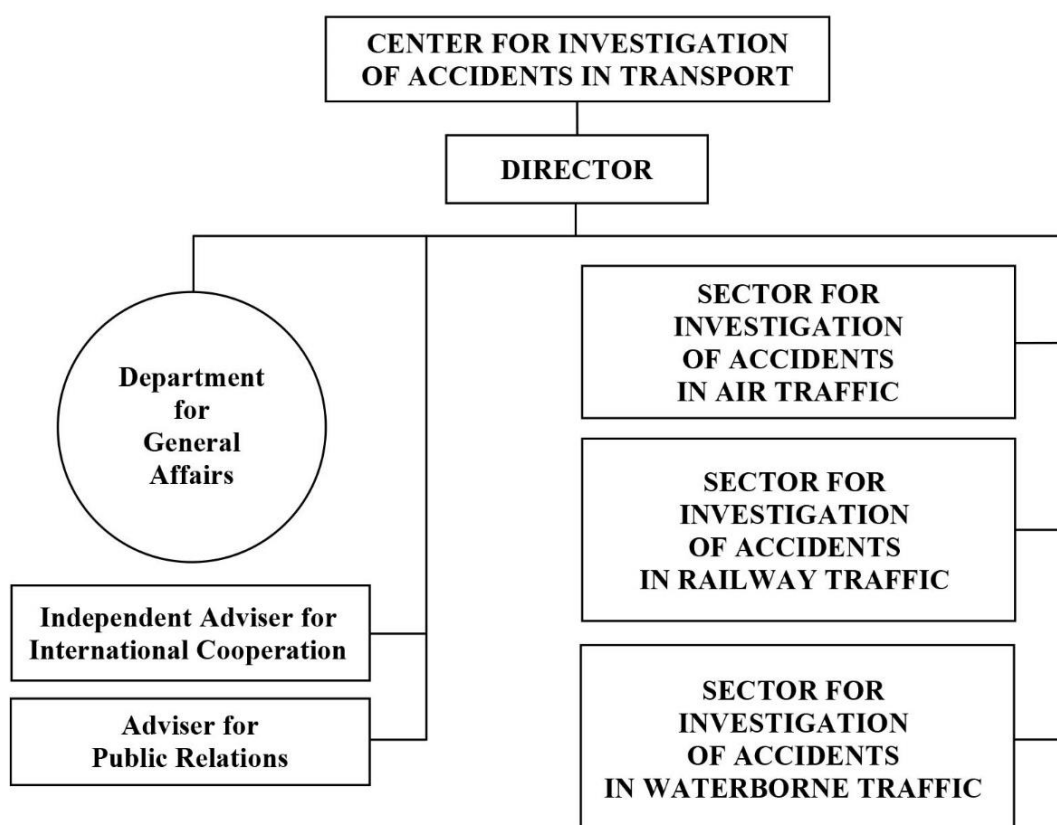 CENTER FOR INVESTIGATION
OF ACCIDENTS IN TRANSPORT
DIRECTOR
Department
for
General
Affairs
Independent Adviser for
International Cooperation
Adviser for
Public Relations
SECTOR FOR
INVESTIGATION
OF ACCIDENTS
IN AIR TRAFFIC
SECTOR FOR
INVESTIGATION
OF ACCIDENTS
IN RAILWAY TRAFFIC
SECTOR FOR
INVESTIGATION
OF ACCIDENTS
IN WATERBORNE TRAFFIC